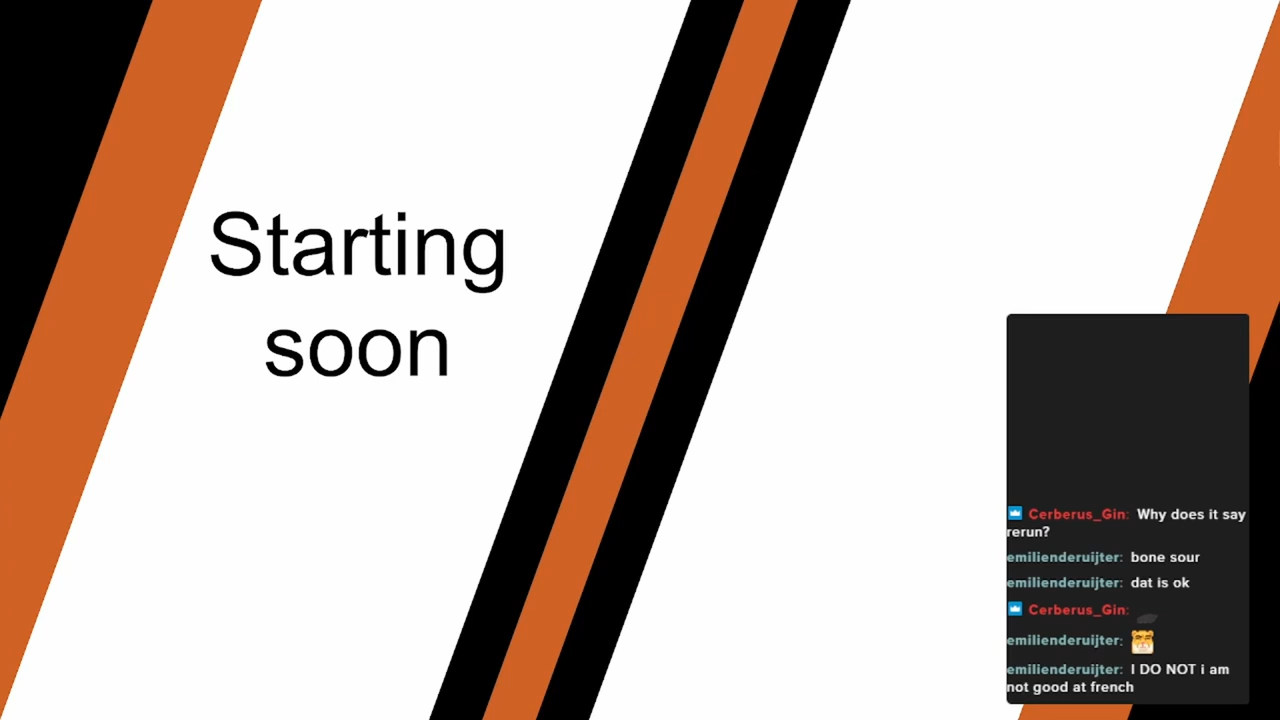 Starting
soon
Cerberus_Gin: Why does it say
rerun?
emilienderuijter: bone sour
emilienderuijter: dat is ok
Cerberus_Gin:
emilienderuijter:
emilienderuijter: I DO NOT i am
not good at french